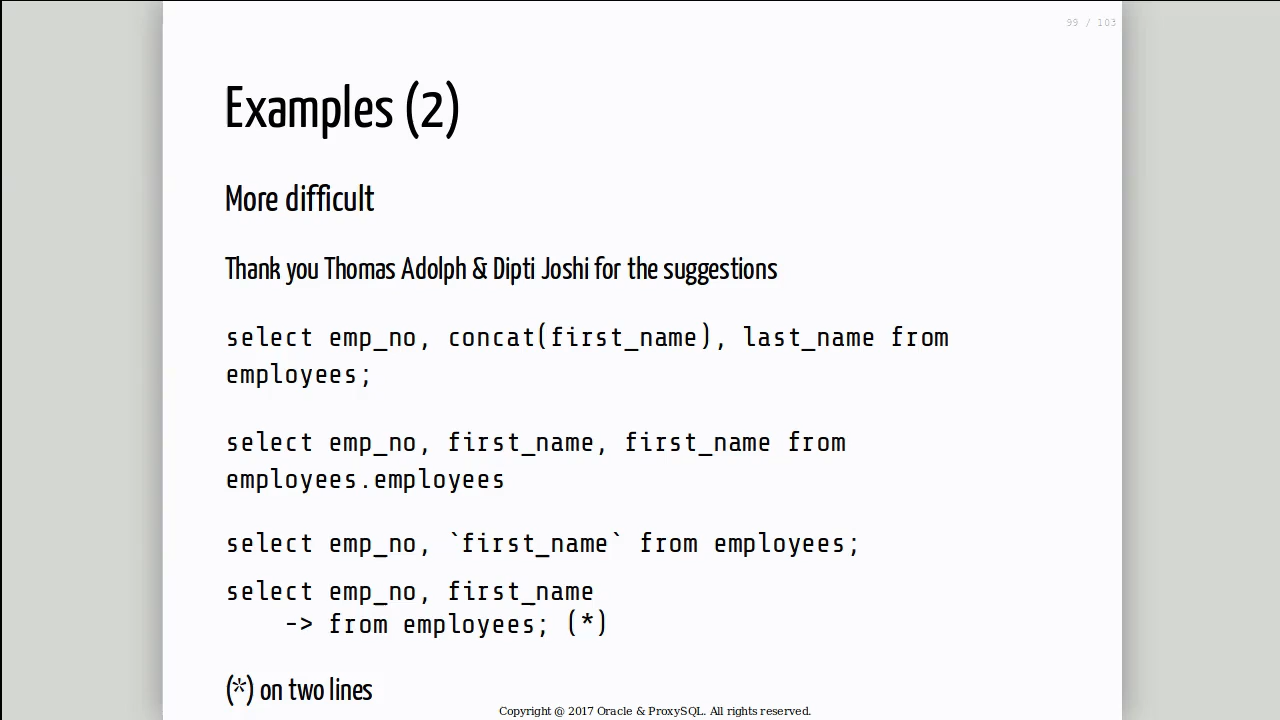 99 / 103
Examples (2)
More difficult
Thank you Thomas Adolph & Dipti Joshi for the suggestions
select emp_no, concat(first_name), last_name from
employees;
select emp_no, first_name, first_name from
employees.employees
select emp_no, `first_name` from employees;
select emp_no, first_name
    -> from employees; (*)
(*) on two lines
Copyright @ 2017 Oracle & ProxySQL. All rights reserved.